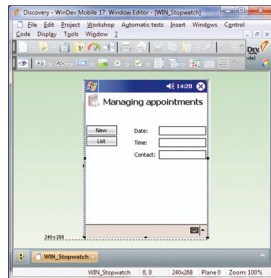 Discovery - WinDev Mobile 17 Window Editor - [WIN_Stopwatch]
File Edit Project Workshop Automatic tests Insert Windows Control
Code Display Tools Window ?
14:20
Managing appointments
New Date:
List Time:
Contact:
240x268
WIN_Stopwatch
WIN_Stopwatch 0, 0 240x268 Plane 0 Zoom: 100%